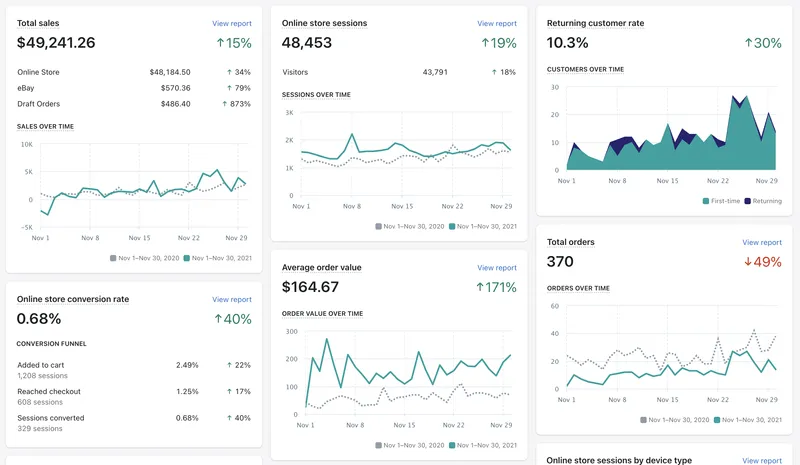 Total sales View report
$49,241.26 ↑15%
Online Store $48,184.50 ↑ 34%
eBay $570.36 ↑ 79%
Draft Orders $486.40 ↑ 873%
SALES OVER TIME
10K
5K
0
−5K
Nov 1 Nov 8 Nov 15 Nov 22 Nov 29
Nov 1–Nov 30, 2020 Nov 1–Nov 30, 2021
Online store conversion rate View report
0.68% ↑40%
CONVERSION FUNNEL
Added to cart 2.49% ↑ 22%
1,208 sessions
Reached checkout 1.25% ↑ 17%
608 sessions
Sessions converted 0.68% ↑ 40%
329 sessions
Online store sessions View report
48,453 ↑19%
Visitors 43,791 ↑ 18%
SESSIONS OVER TIME
3K
2K
1K
0
Nov 1 Nov 8 Nov 15 Nov 22 Nov 29
Nov 1–Nov 30, 2020 Nov 1–Nov 30, 2021
Average order value View report
$164.67 ↑171%
ORDER VALUE OVER TIME
300
200
100
0
Nov 1 Nov 8 Nov 15 Nov 22 Nov 29
Nov 1–Nov 30, 2020 Nov 1–Nov 30, 2021
Returning customer rate View report
10.3% ↑30%
CUSTOMERS OVER TIME
30
20
10
0
Nov 1 Nov 8 Nov 15 Nov 22 Nov 29
First-time Returning
Total orders View report
370 ↓49%
ORDERS OVER TIME
60
40
20
0
Nov 1 Nov 8 Nov 15 Nov 22 Nov 29
Nov 1–Nov 30, 2020 Nov 1–Nov 30, 2021
Online store sessions by device type View report